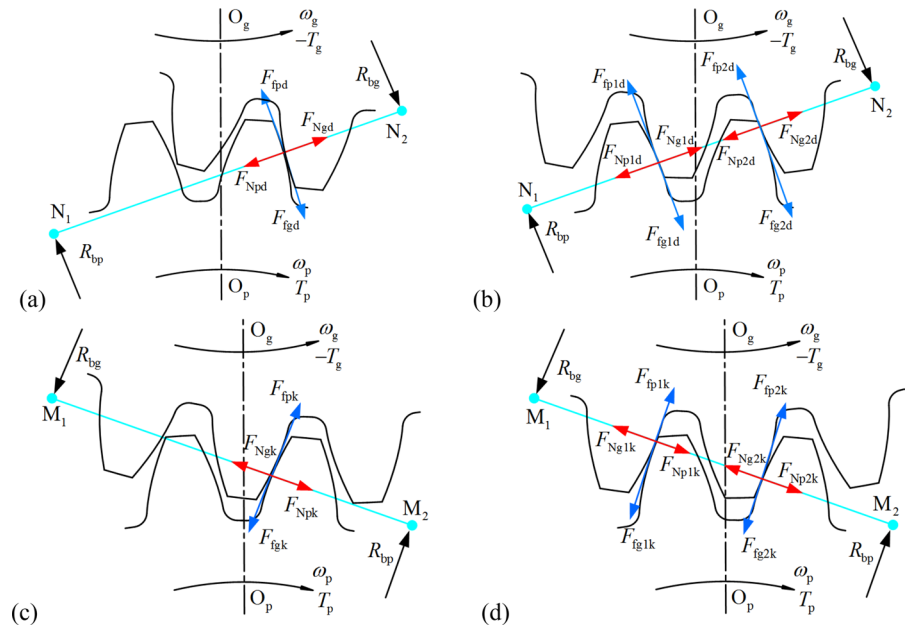 O_g
ω_g
−T_g
R_bg
F_fpd
F_Ngd
N_2
F_Npd
N_1
F_fgd
R_bp
ω_p
T_p
O_p
(a)
O_g
ω_g
−T_g
R_bg
F_fp2d
F_fp1d
F_Ng1d
F_Ng2d
N_2
F_Np1d
F_Np2d
N_1
F_fg1d
F_fg2d
R_bp
ω_p
T_p
O_p
(b)
O_g
ω_g
−T_g
R_bg
F_fpk
M_1
F_Ngk
F_Npk
M_2
F_fgk
R_bp
ω_p
T_p
O_p
(c)
O_g
ω_g
−T_g
R_bg
F_fp1k
F_fp2k
M_1
F_Ng1k
F_Ng2k
F_Np1k
F_Np2k
M_2
F_fg1k
F_fg2k
R_bp
ω_p
T_p
O_p
(d)